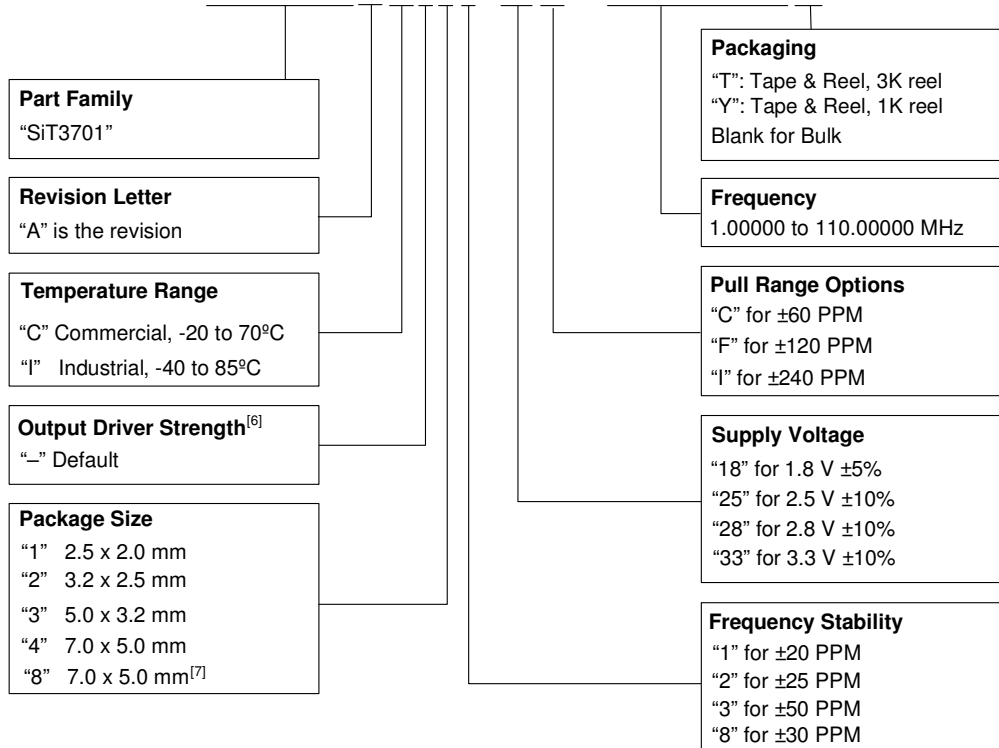 Part Family
“SiT3701”
Revision Letter
“A” is the revision
Temperature Range
“C” Commercial, -20 to 70ºC
“I” Industrial, -40 to 85ºC
Output Driver Strength[6]
“–” Default
Package Size
“1” 2.5 x 2.0 mm
“2” 3.2 x 2.5 mm
“3” 5.0 x 3.2 mm
“4” 7.0 x 5.0 mm
“8” 7.0 x 5.0 mm[7]
Packaging
“T”: Tape & Reel, 3K reel
“Y”: Tape & Reel, 1K reel
Blank for Bulk
Frequency
1.00000 to 110.00000 MHz
Pull Range Options
“C” for ±60 PPM
“F” for ±120 PPM
“I” for ±240 PPM
Supply Voltage
“18” for 1.8 V ±5%
“25” for 2.5 V ±10%
“28” for 2.8 V ±10%
“33” for 3.3 V ±10%
Frequency Stability
“1” for ±20 PPM
“2” for ±25 PPM
“3” for ±50 PPM
“8” for ±30 PPM